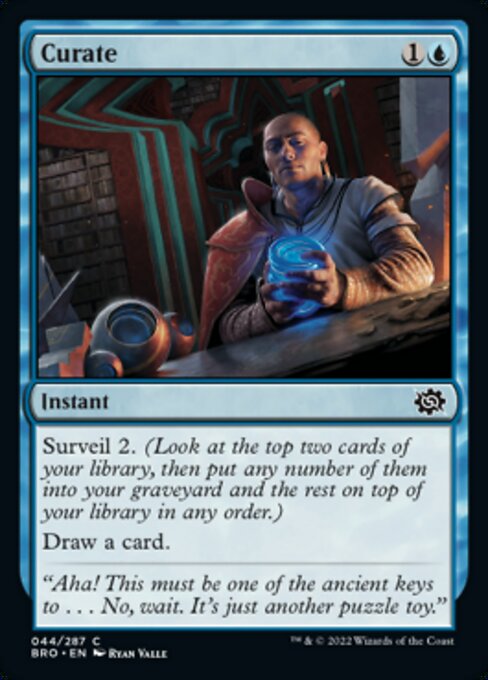 Curate 1
Instant
Surveil 2. (Look at the top two cards of
your library, then put any number of them
into your graveyard and the rest on top of
your library in any order.)
Draw a card.
“Aha! This must be one of the ancient keys
to . . . No, wait. It’s just another puzzle toy.”
044/287 C
BRO • EN Ryan Valle
™ & © 2022 Wizards of the Coast